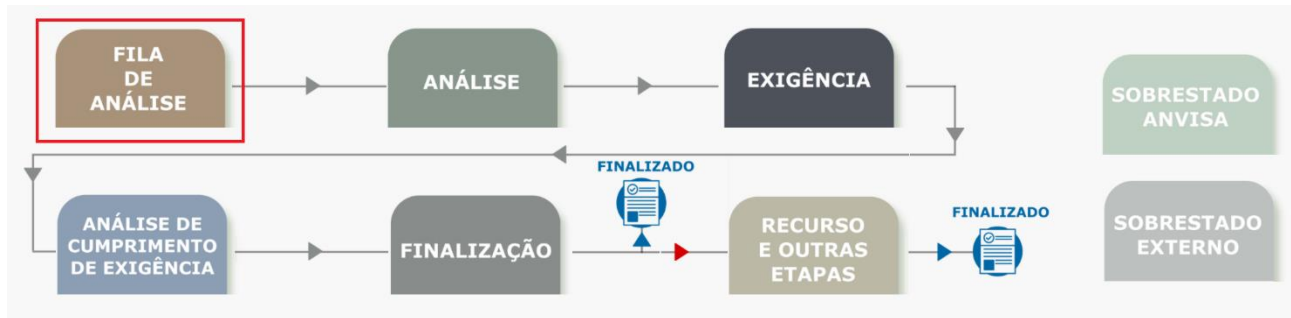 FILA
DE
ANÁLISE
ANÁLISE
EXIGÊNCIA
SOBRESTADO
ANVISA
ANÁLISE DE
CUMPRIMENTO
DE EXIGÊNCIA
FINALIZAÇÃO
FINALIZADO
RECURSO
E OUTRAS
ETAPAS
FINALIZADO
SOBRESTADO
EXTERNO